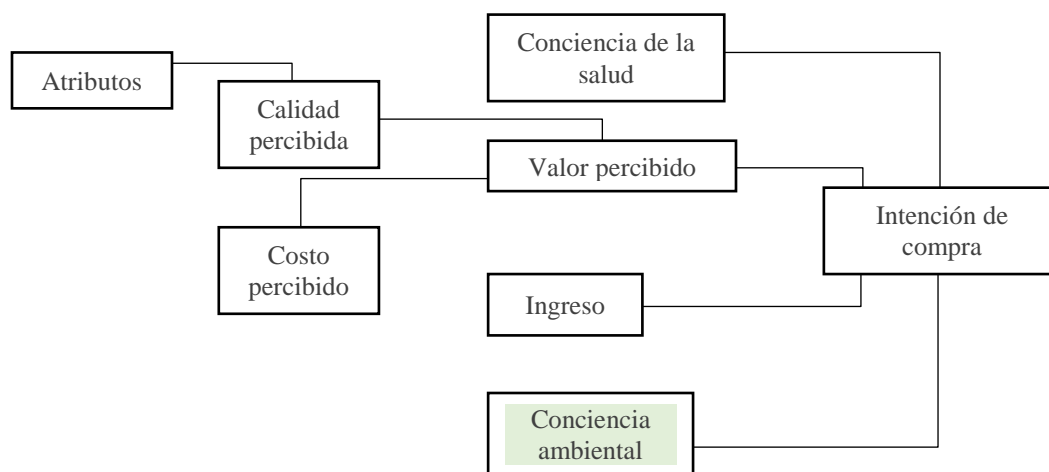 Conciencia de la
salud
Atributos
Calidad
percibida
Valor percibido
Intención de
compra
Costo
percibido
Ingreso
Conciencia
ambiental